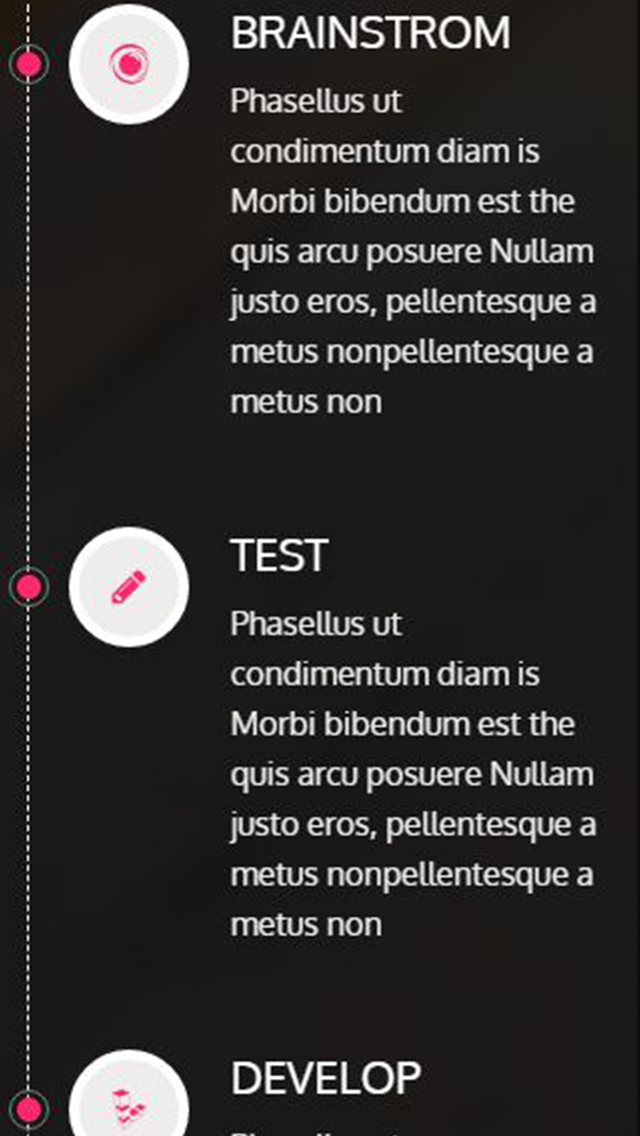 BRAINSTROM
Phasellus ut
condimentum diam is
Morbi bibendum est the
quis arcu posuere Nullam
justo eros, pellentesque a
metus nonpellentesque a
metus non
TEST
Phasellus ut
condimentum diam is
Morbi bibendum est the
quis arcu posuere Nullam
justo eros, pellentesque a
metus nonpellentesque a
metus non
DEVELOP